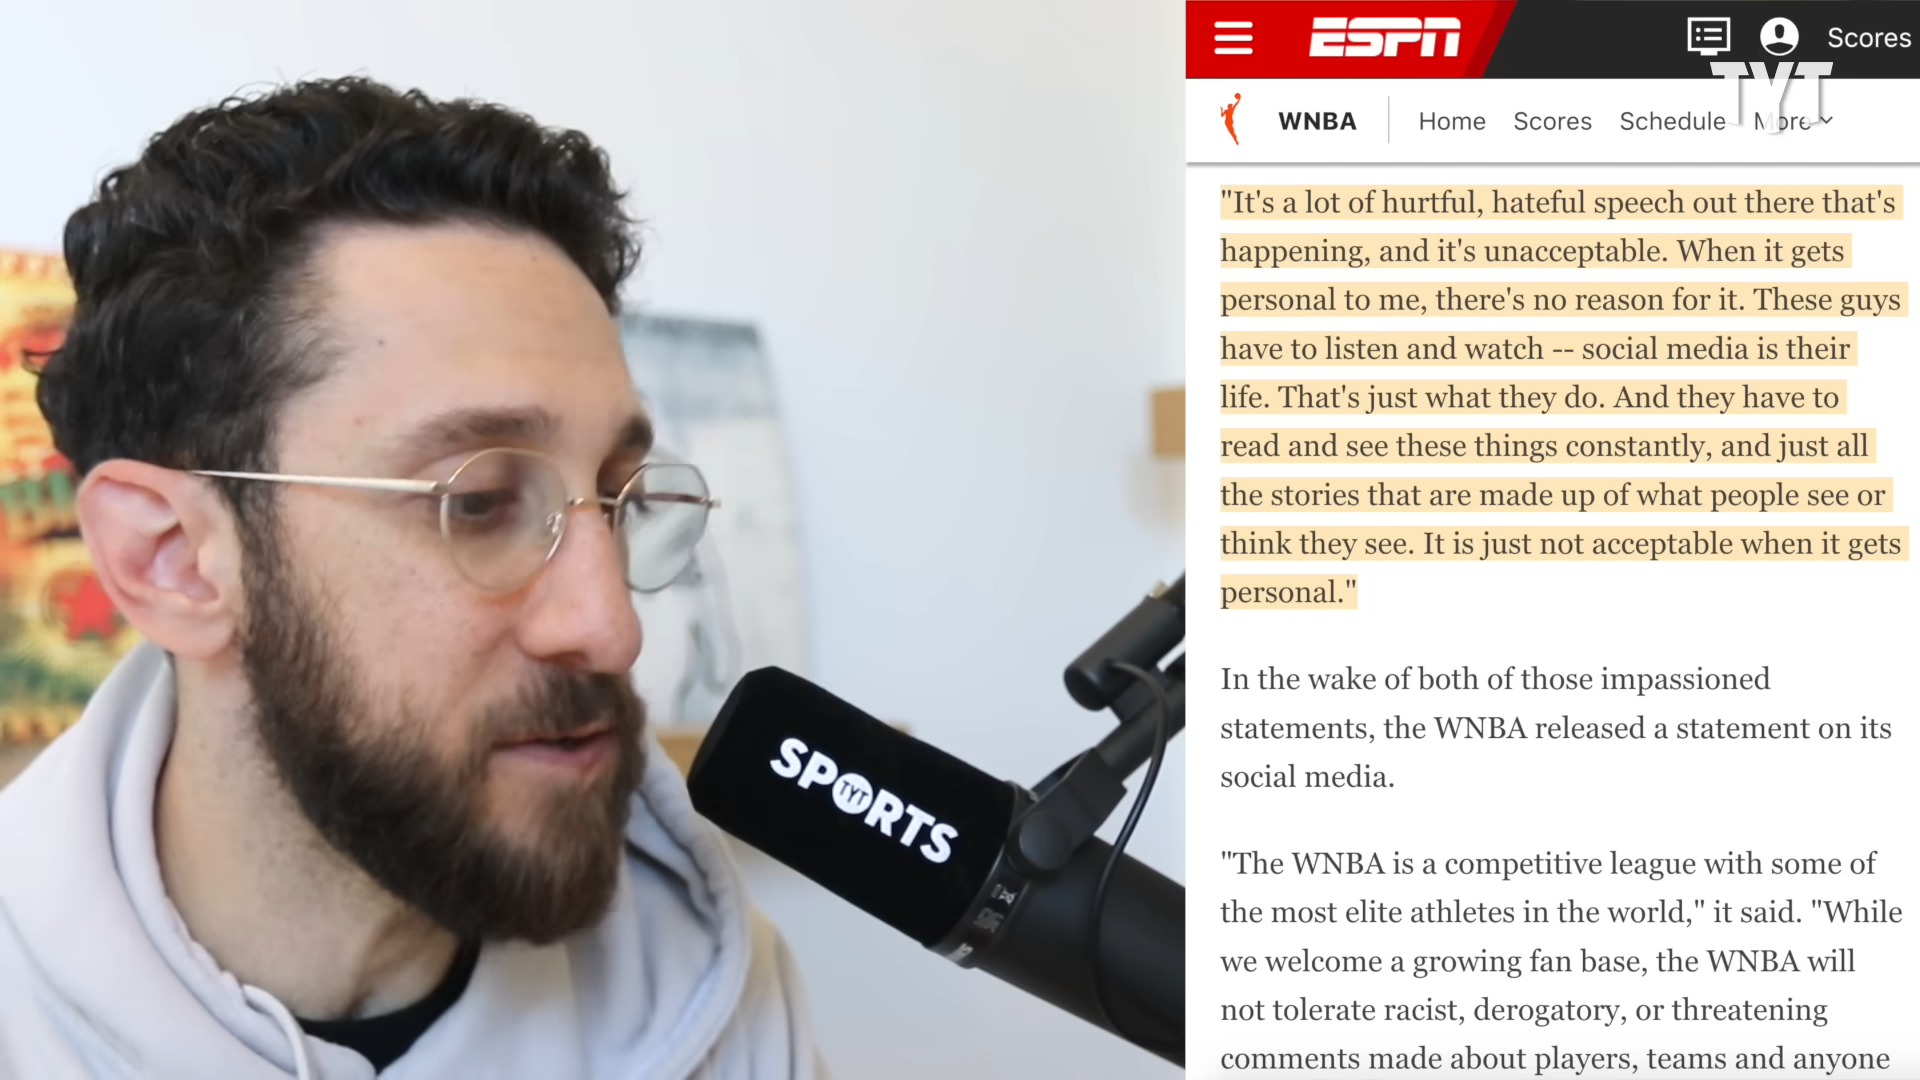 ESPN
Scores
TYT
WNBA
Home
Scores
Schedule
More
"It's a lot of hurtful, hateful speech out there that's
happening, and it's unacceptable. When it gets
personal to me, there's no reason for it. These guys
have to listen and watch -- social media is their
life. That's just what they do. And they have to
read and see these things constantly, and just all
the stories that are made up of what people see or
think they see. It is just not acceptable when it gets
personal."
In the wake of both of those impassioned
statements, the WNBA released a statement on its
social media.
"The WNBA is a competitive league with some of
the most elite athletes in the world," it said. "While
we welcome a growing fan base, the WNBA will
not tolerate racist, derogatory, or threatening
comments made about players, teams and anyone
SPORTS
TYT